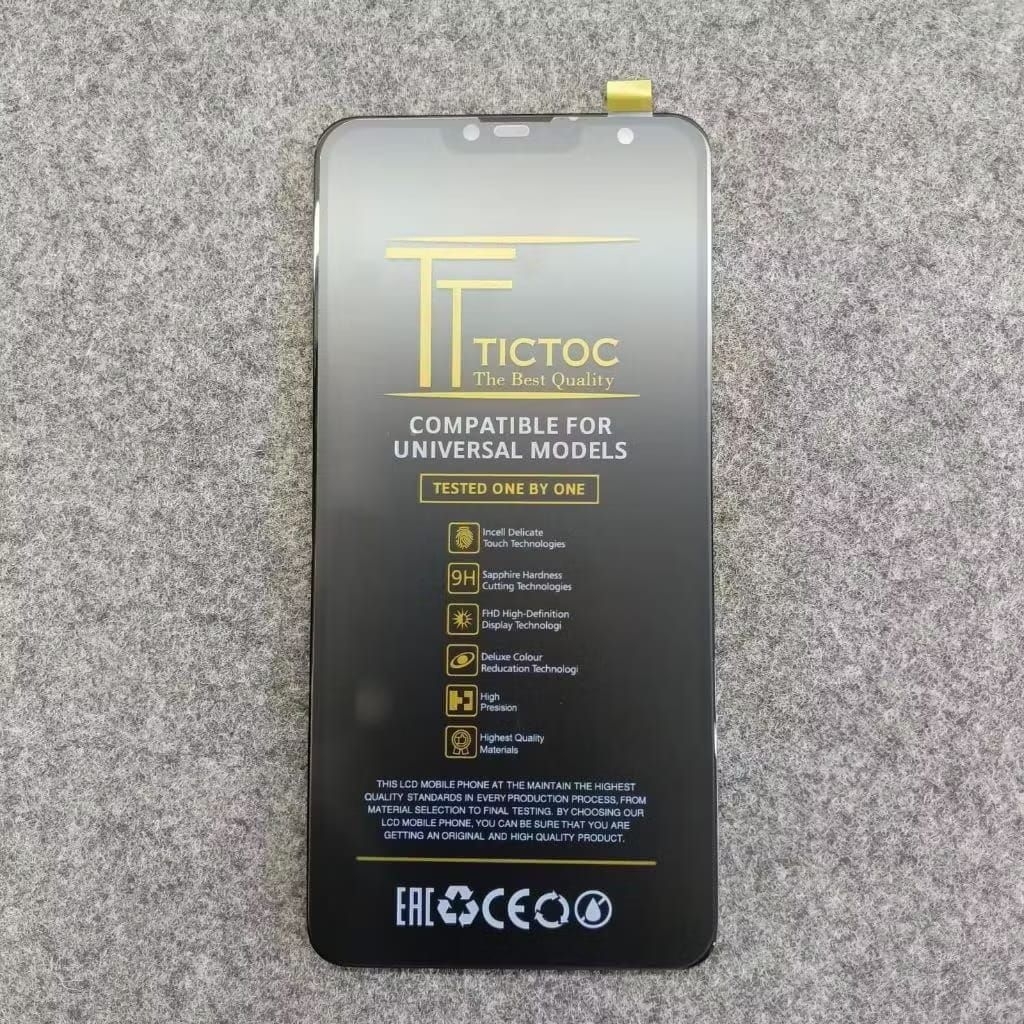 TT
TICTOC
The Best Quality
COMPATIBLE FOR
UNIVERSAL MODELS
TESTED ONE BY ONE
Incell Delicate
Touch Technologies
9H
Sapphire Hardness
Cutting Technologies
FHD High-Definition
Display Technologi
Deluxe Colour
Reducation Technologi
High
Presision
Highest Quality
Materials
THIS LCD MOBILE PHONE AT THE MAINTAIN THE HIGHEST
QUALITY STANDARDS IN EVERY PRODUCTION PROCESS, FROM
MATERIAL SELECTION TO FINAL TESTING. BY CHOOSING OUR
LCD MOBILE PHONE, YOU CAN BE SURE THAT YOU ARE
GETTING AN ORIGINAL AND HIGH QUALITY PRODUCT.
EAC CE